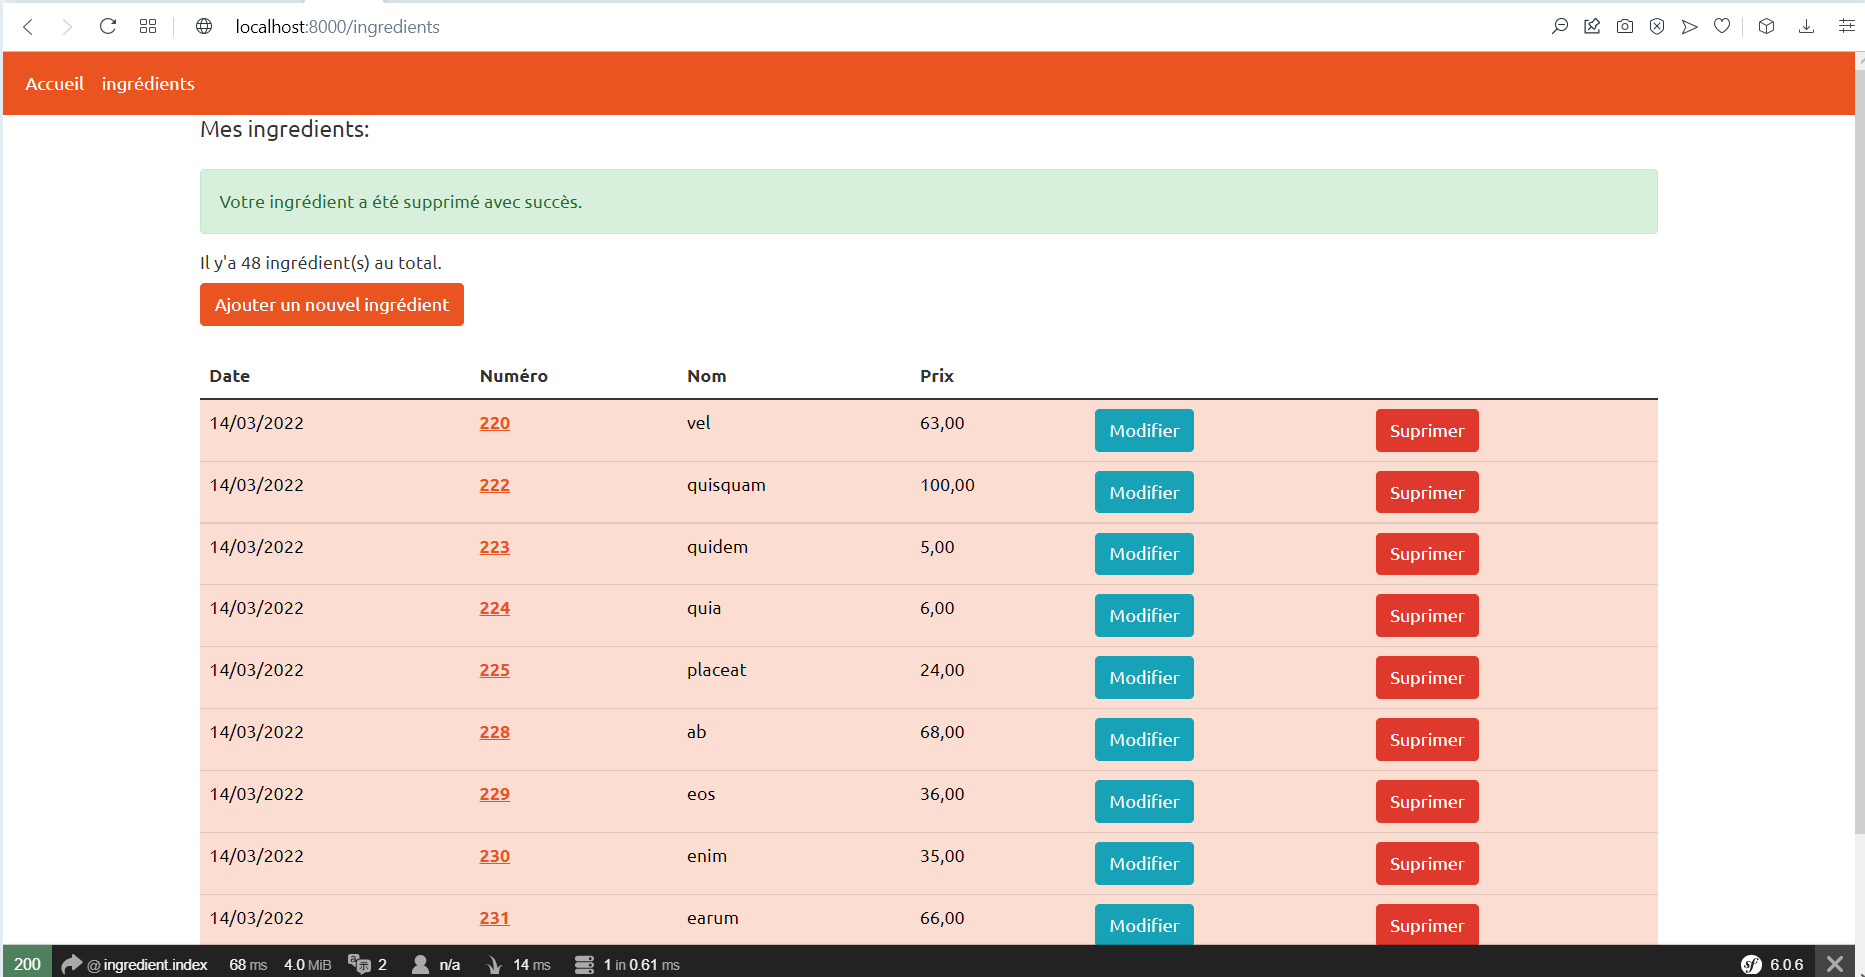 localhost:8000/ingredients
Accueil ingrédients
Mes ingredients:
Votre ingrédient a été supprimé avec succès.
Il y'a 48 ingrédient(s) au total.
Ajouter un nouvel ingrédient
Date Numéro Nom Prix
14/03/2022 220 vel 63,00 Modifier Suprimer
14/03/2022 222 quisquam 100,00 Modifier Suprimer
14/03/2022 223 quidem 5,00 Modifier Suprimer
14/03/2022 224 quia 6,00 Modifier Suprimer
14/03/2022 225 placeat 24,00 Modifier Suprimer
14/03/2022 228 ab 68,00 Modifier Suprimer
14/03/2022 229 eos 36,00 Modifier Suprimer
14/03/2022 230 enim 35,00 Modifier Suprimer
14/03/2022 231 earum 66,00 Modifier Suprimer
200 @ ingredient.index 68 ms 4.0 MiB 2 n/a 14 ms 1 in 0.61 ms sf 6.0.6